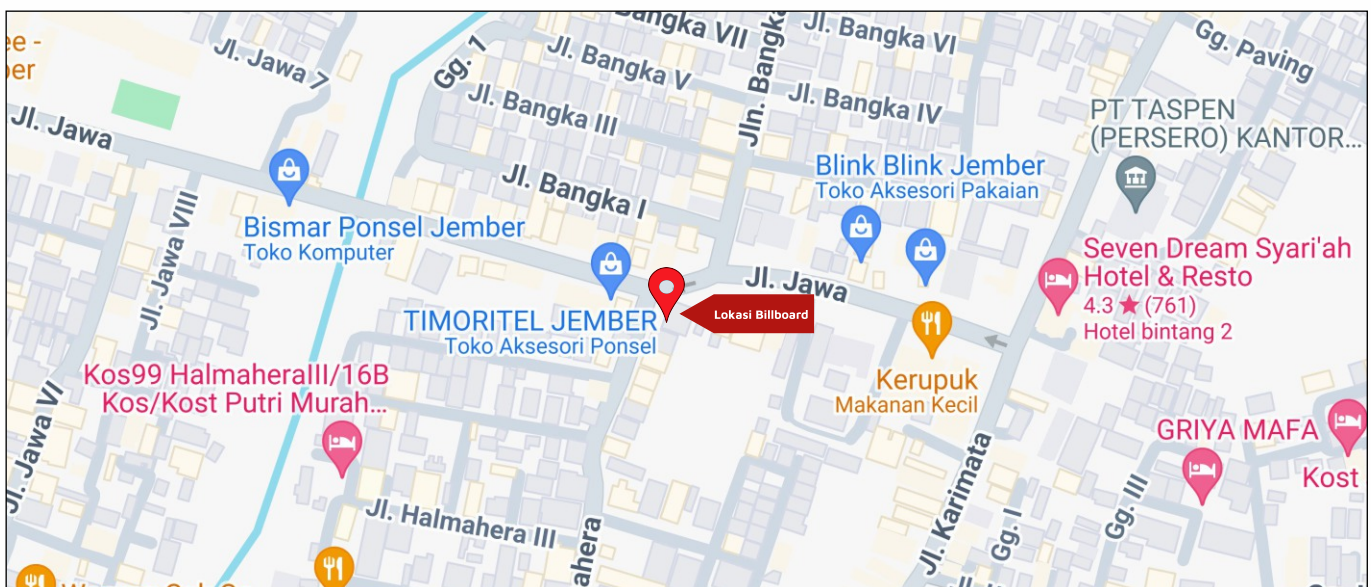 ee -
ber
Jl. Jawa 7
Gg. 1
Bangka VII
Jl. Bangka VI
Gg. Paving
Jl. Bangka V
Jln. Bangka
Jl. Jawa
Jl. Bangka III
Jl. Bangka IV
PT TASPEN
(PERSERO) KANTOR...
Jl. Bangka I
Blink Blink Jember
Toko Aksesori Pakaian
Jl. Jawa VIII
Bismar Ponsel Jember
Toko Komputer
Seven Dream Syari'ah
Hotel & Resto
4.3 ★ (761)
Hotel bintang 2
Jl. Jawa
Lokasi Billboard
TIMORITEL JEMBER
Toko Aksesori Ponsel
Kos99 HalmaheraIII/16B
Kos/Kost Putri Murah...
Kerupuk
Makanan Kecil
Jl. Jawa VI
GRIYA MAFA
Kost
Jl. Karimata
Gg. III
Gg. I
Jl. Halmahera III
ahera